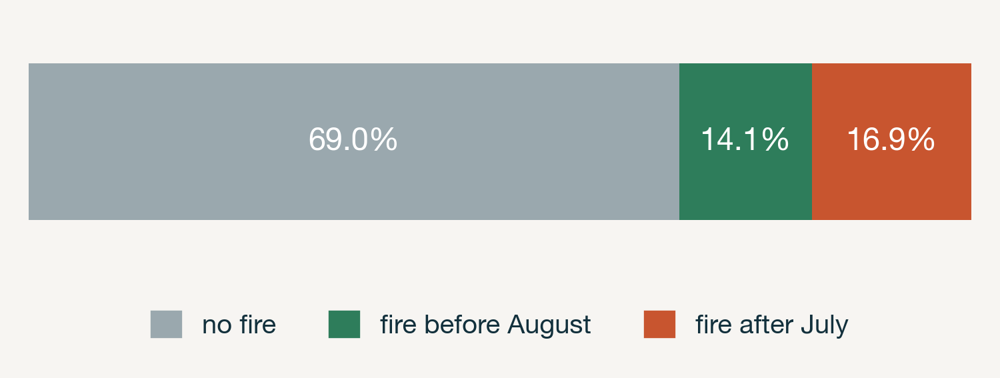 69.0% 14.1% 16.9%
no fire fire before August fire after July